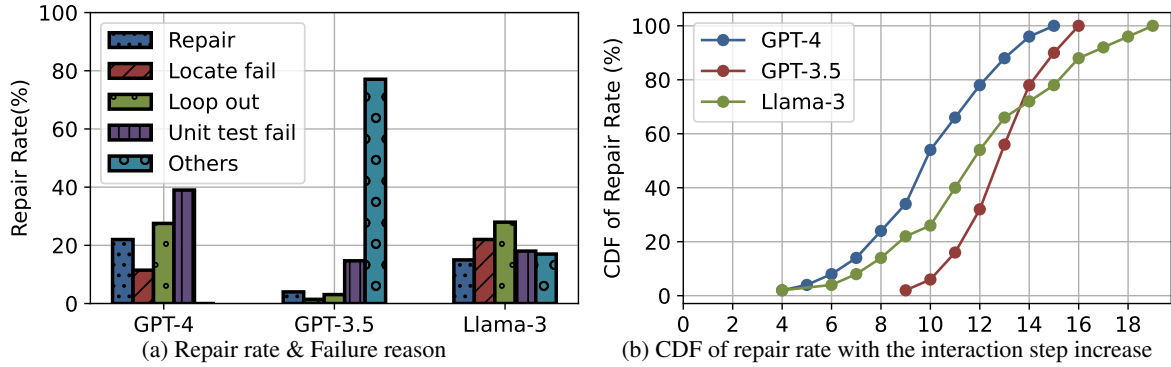 Repair Rate(%)
100
80
60
40
20
0
Repair
Locate fail
Loop out
Unit test fail
Others
GPT-4
GPT-3.5
Llama-3
(a) Repair rate & Failure reason
CDF of Repair Rate (%)
100
80
60
40
20
0
GPT-4
GPT-3.5
Llama-3
0 2 4 6 8 10 12 14 16 18
(b) CDF of repair rate with the interaction step increase